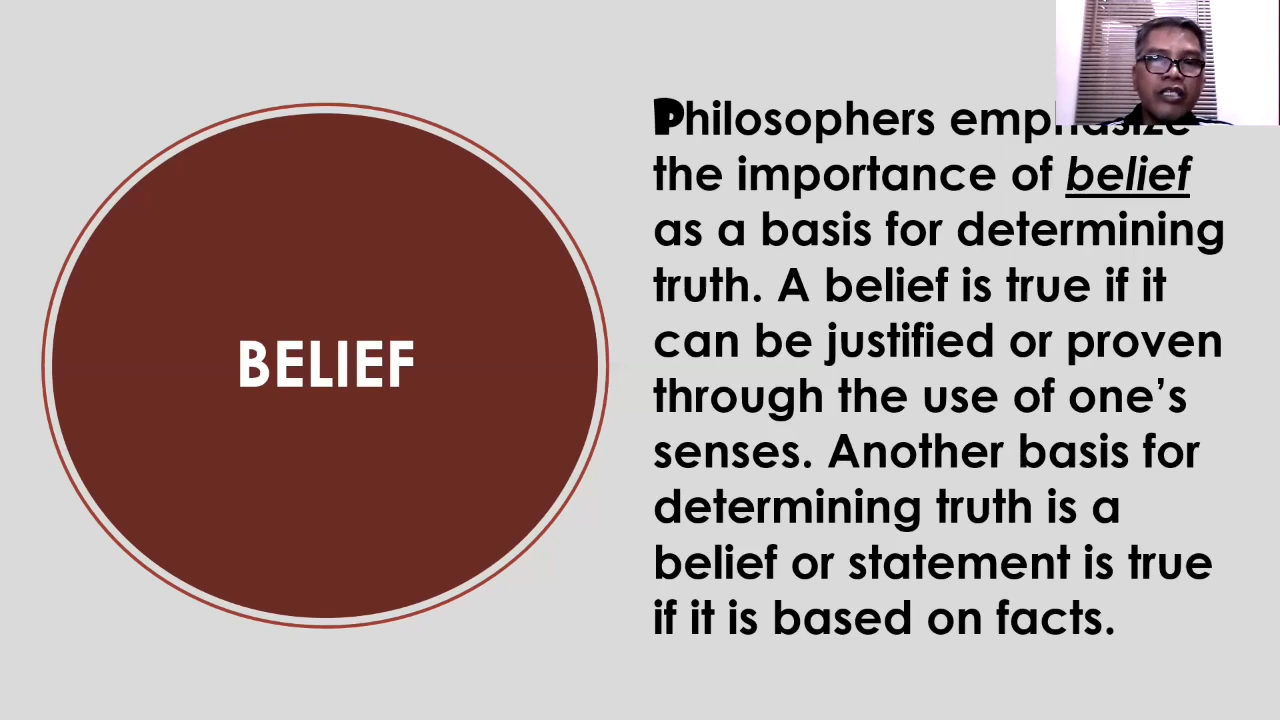 BELIEF
Philosophers emphasize
the importance of belief
as a basis for determining
truth. A belief is true if it
can be justified or proven
through the use of one’s
senses. Another basis for
determining truth is a
belief or statement is true
if it is based on facts.